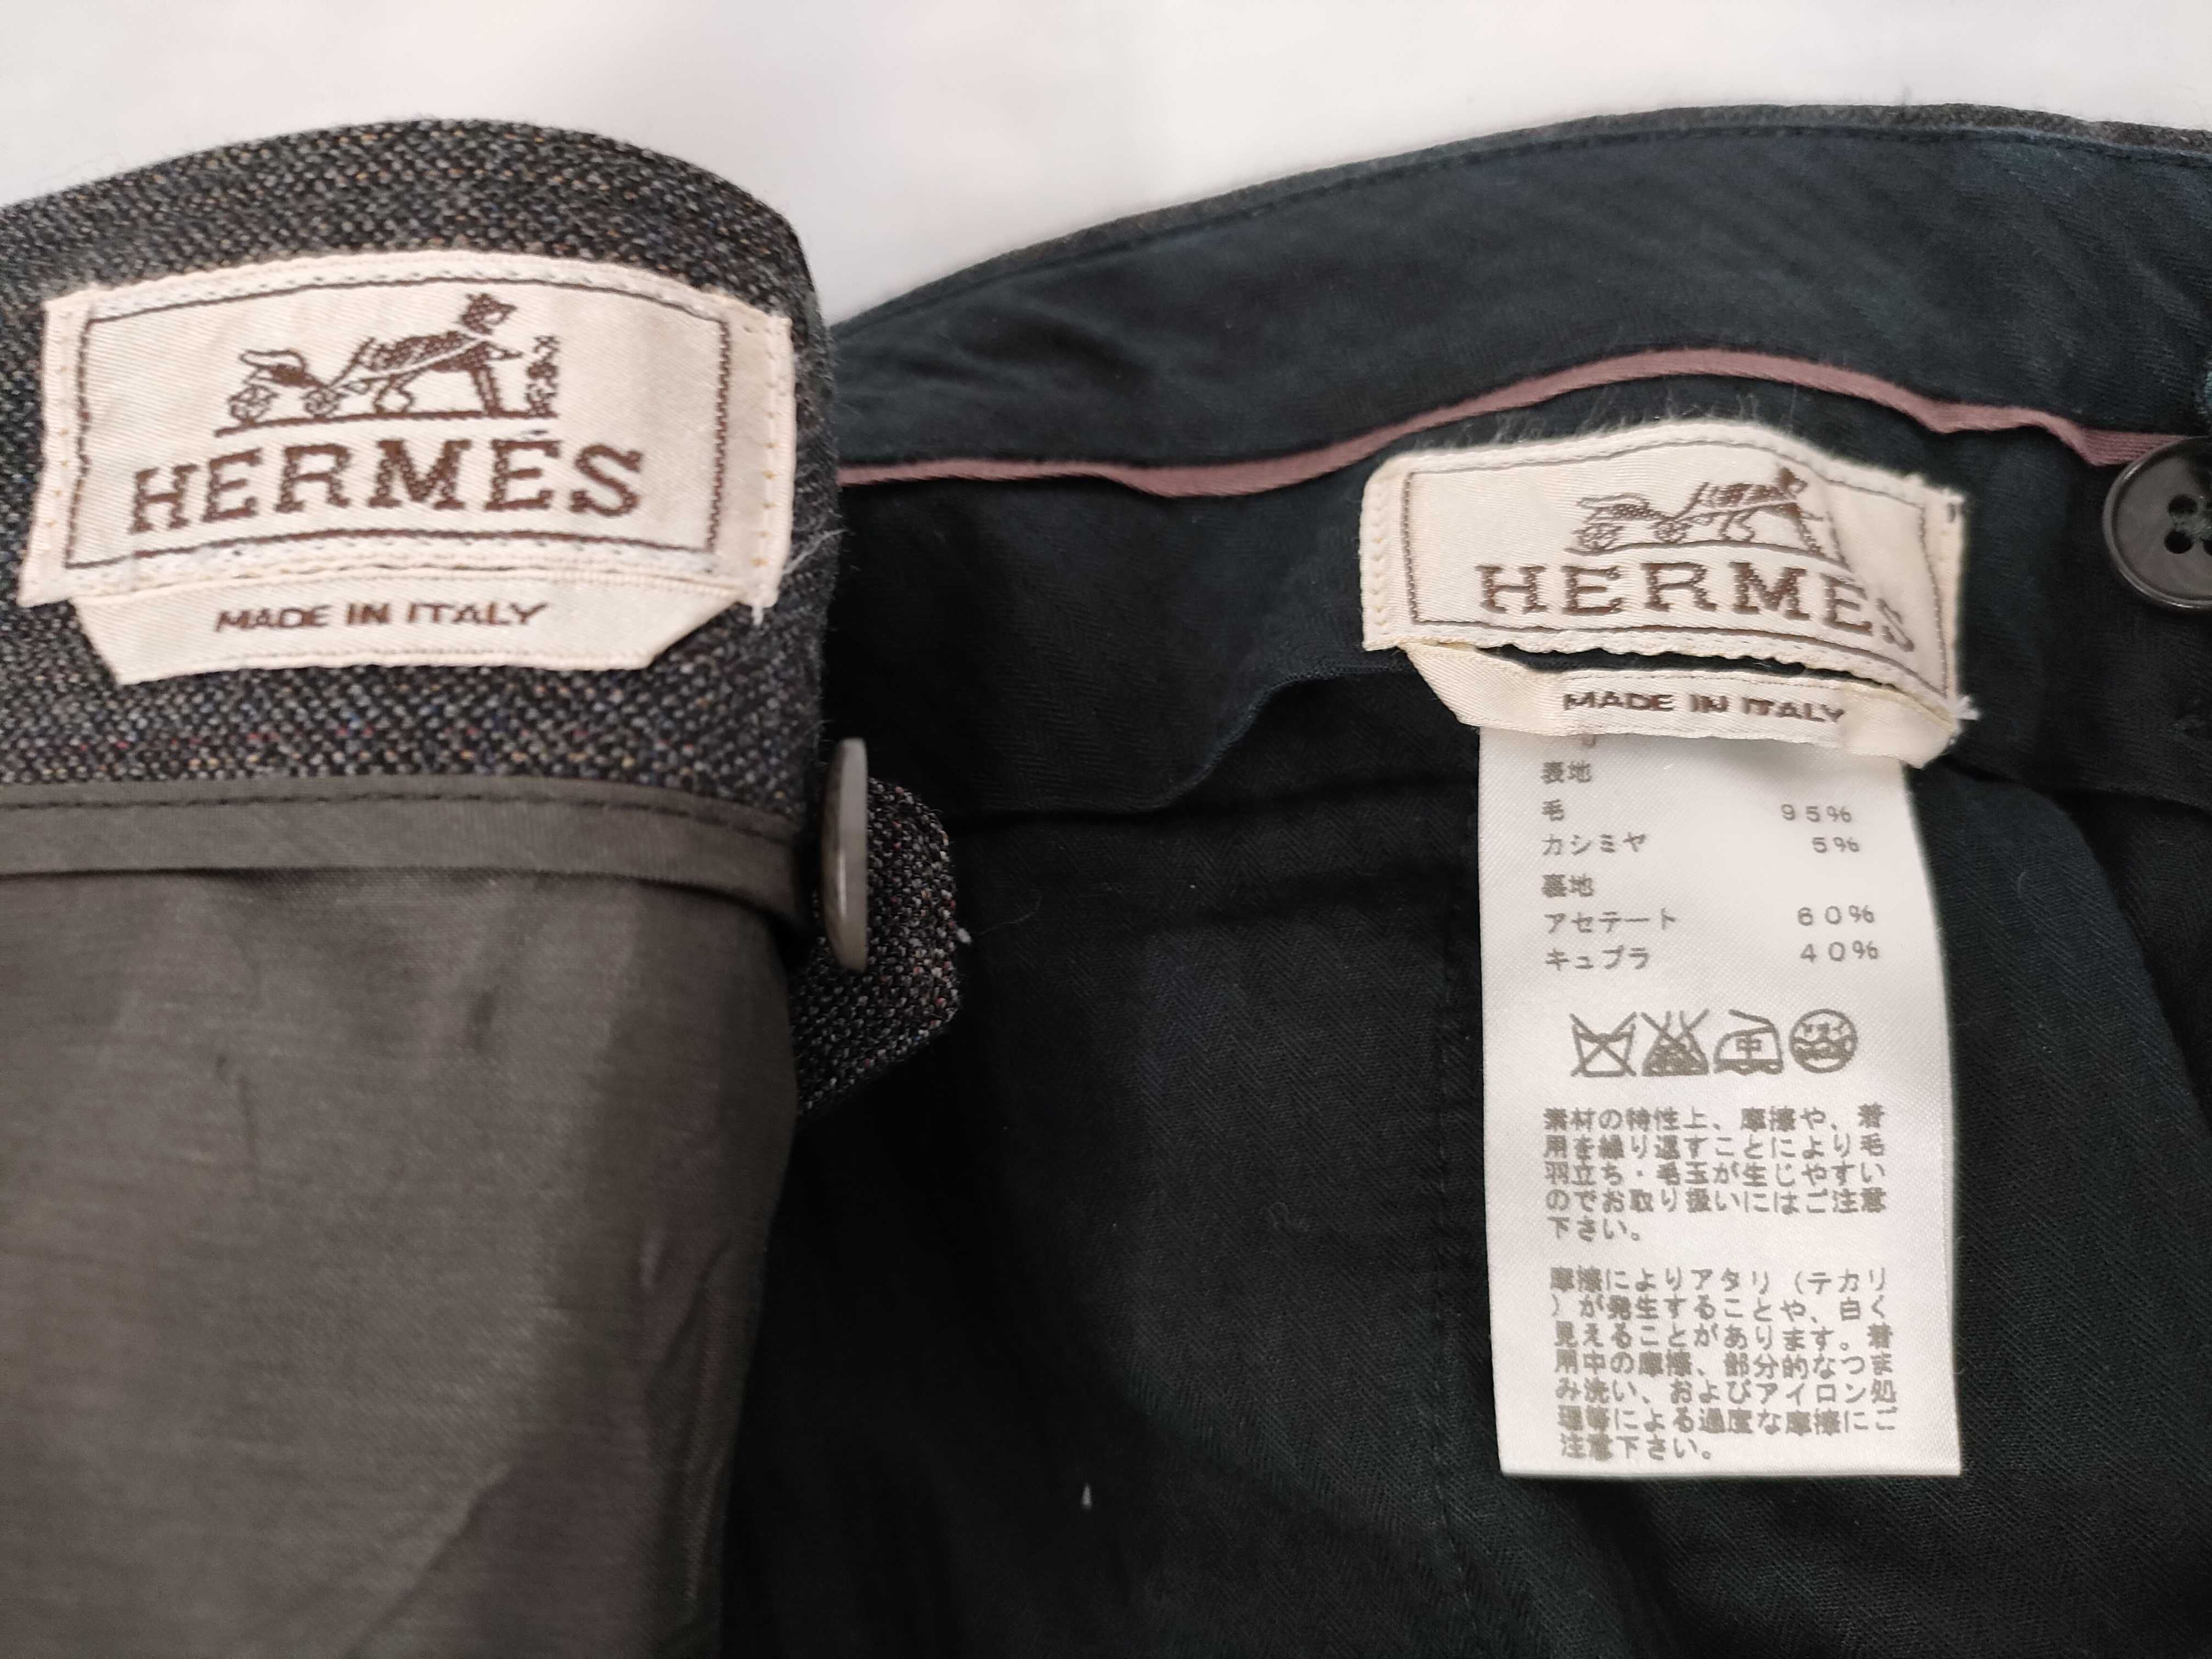 HERMES
MADE IN ITALY
HERMES
MADE IN ITALY
表地
毛 95%
カシミヤ 5%
裏地
アセテート 60%
キュプラ 40%
中
ドライ
素材の特性上、摩擦や、着
用を繰り返すことにより毛
羽立ち・毛玉が生じやすい
のでお取り扱いにはご注意
下さい。
摩擦によりアタリ（テカリ
）が発生することや、白く
見えることがあります。着
用中の摩擦、部分的なつま
み洗い、およびアイロン処
理等による過度な摩擦にご
注意下さい。